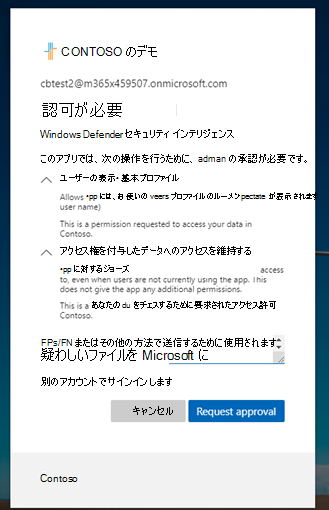 CONTOSO のデモ
cbtest2@m365x459507.onmicrosoft.com
認可が必要
Windows Defenderセキュリティ インテリジェンス
このアプリでは、次の操作を行うために、adman の承認が必要です。
ユーザーの表示・基本プロファイル
Allows •pp には、お 使いの veers プロファイルのルーメン pectate が 表示されます
user name)
This is a permission requested to access your data in
Contoso.
アクセス権を付与したデータへのアクセスを維持する
•pp に対するジョーズ access
to, even when users are not currently using the app. This
does not give the app any additional permissions.
This is a あなたの du をチェスするために要求されたアクセス許可
Contoso.
FPs/FN またはその他の方法で送信するために使用されます
疑わしいファイルを Microsoft に
別のアカウントでサインインします
キャンセル
Request approval
Contoso